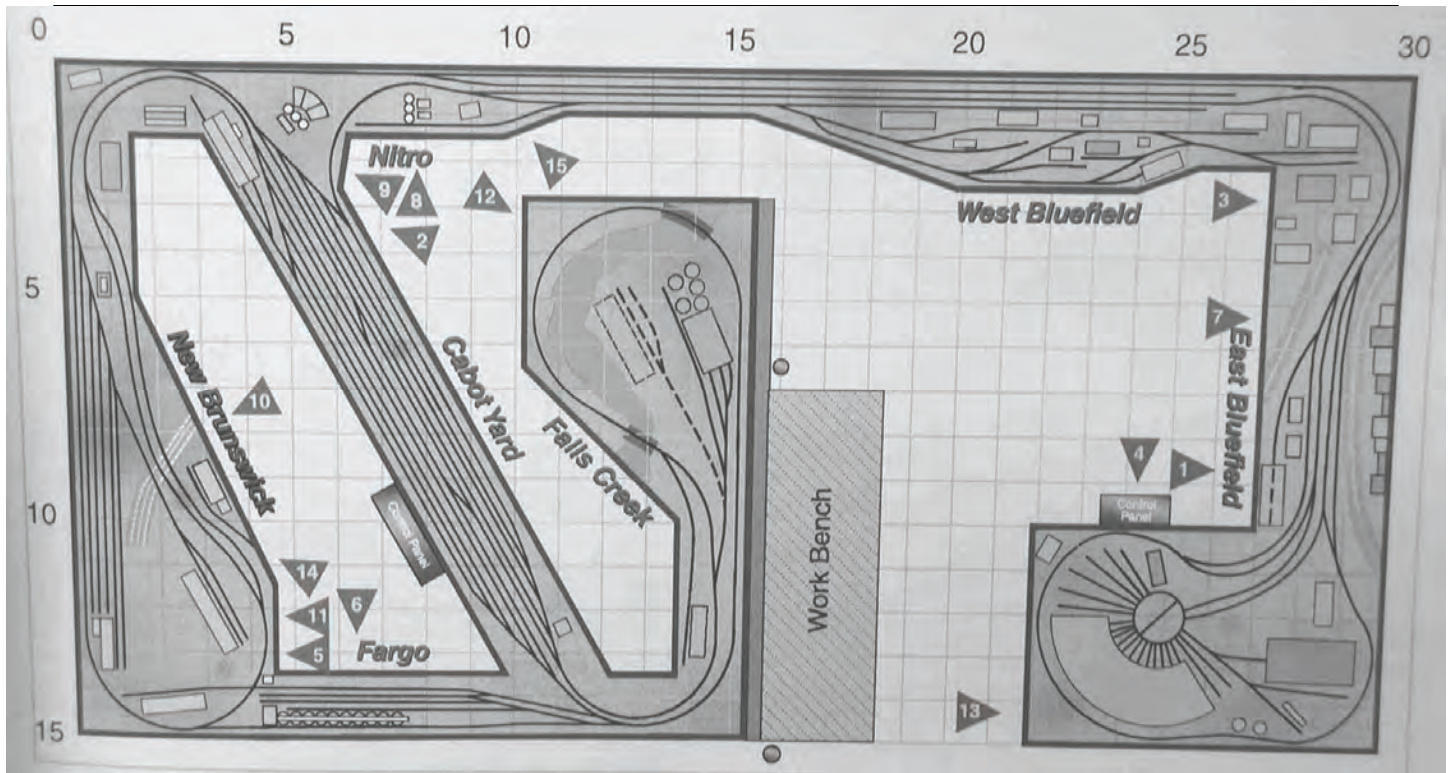 0 5 10 15 20 25 30
Nitro
15
9 8 12
3
West Bluefield
2
5
7
New Brunswick
Cabot Yard
East Bluefield
10
Falls Creek
4
1
10
Control
Panel
Control Panel
Work Bench
14
11
6
5
Fargo
13
15